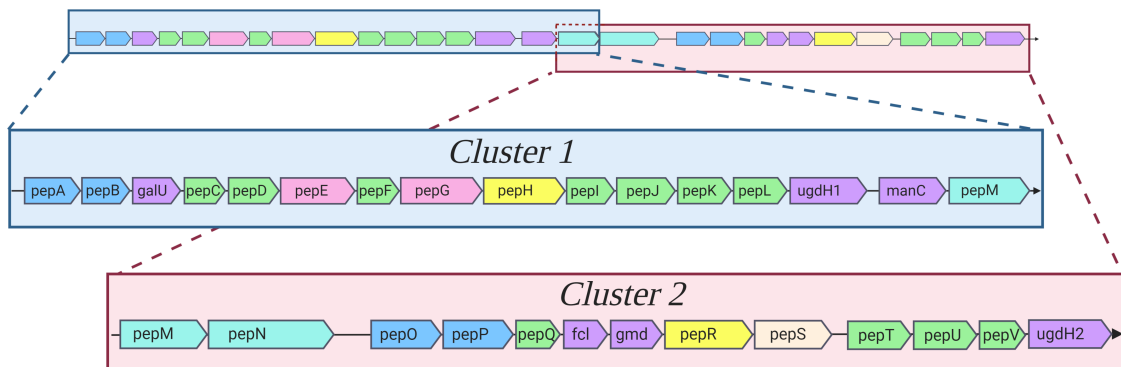 Cluster 1
pepA pepB galU pepC pepD pepE pepF pepG pepH pepI pepJ pepK pepL ugdH1 manC pepM
Cluster 2
pepM pepN pepO pepP pepQ fcl gmd pepR pepS pepT pepU pepV ugdH2